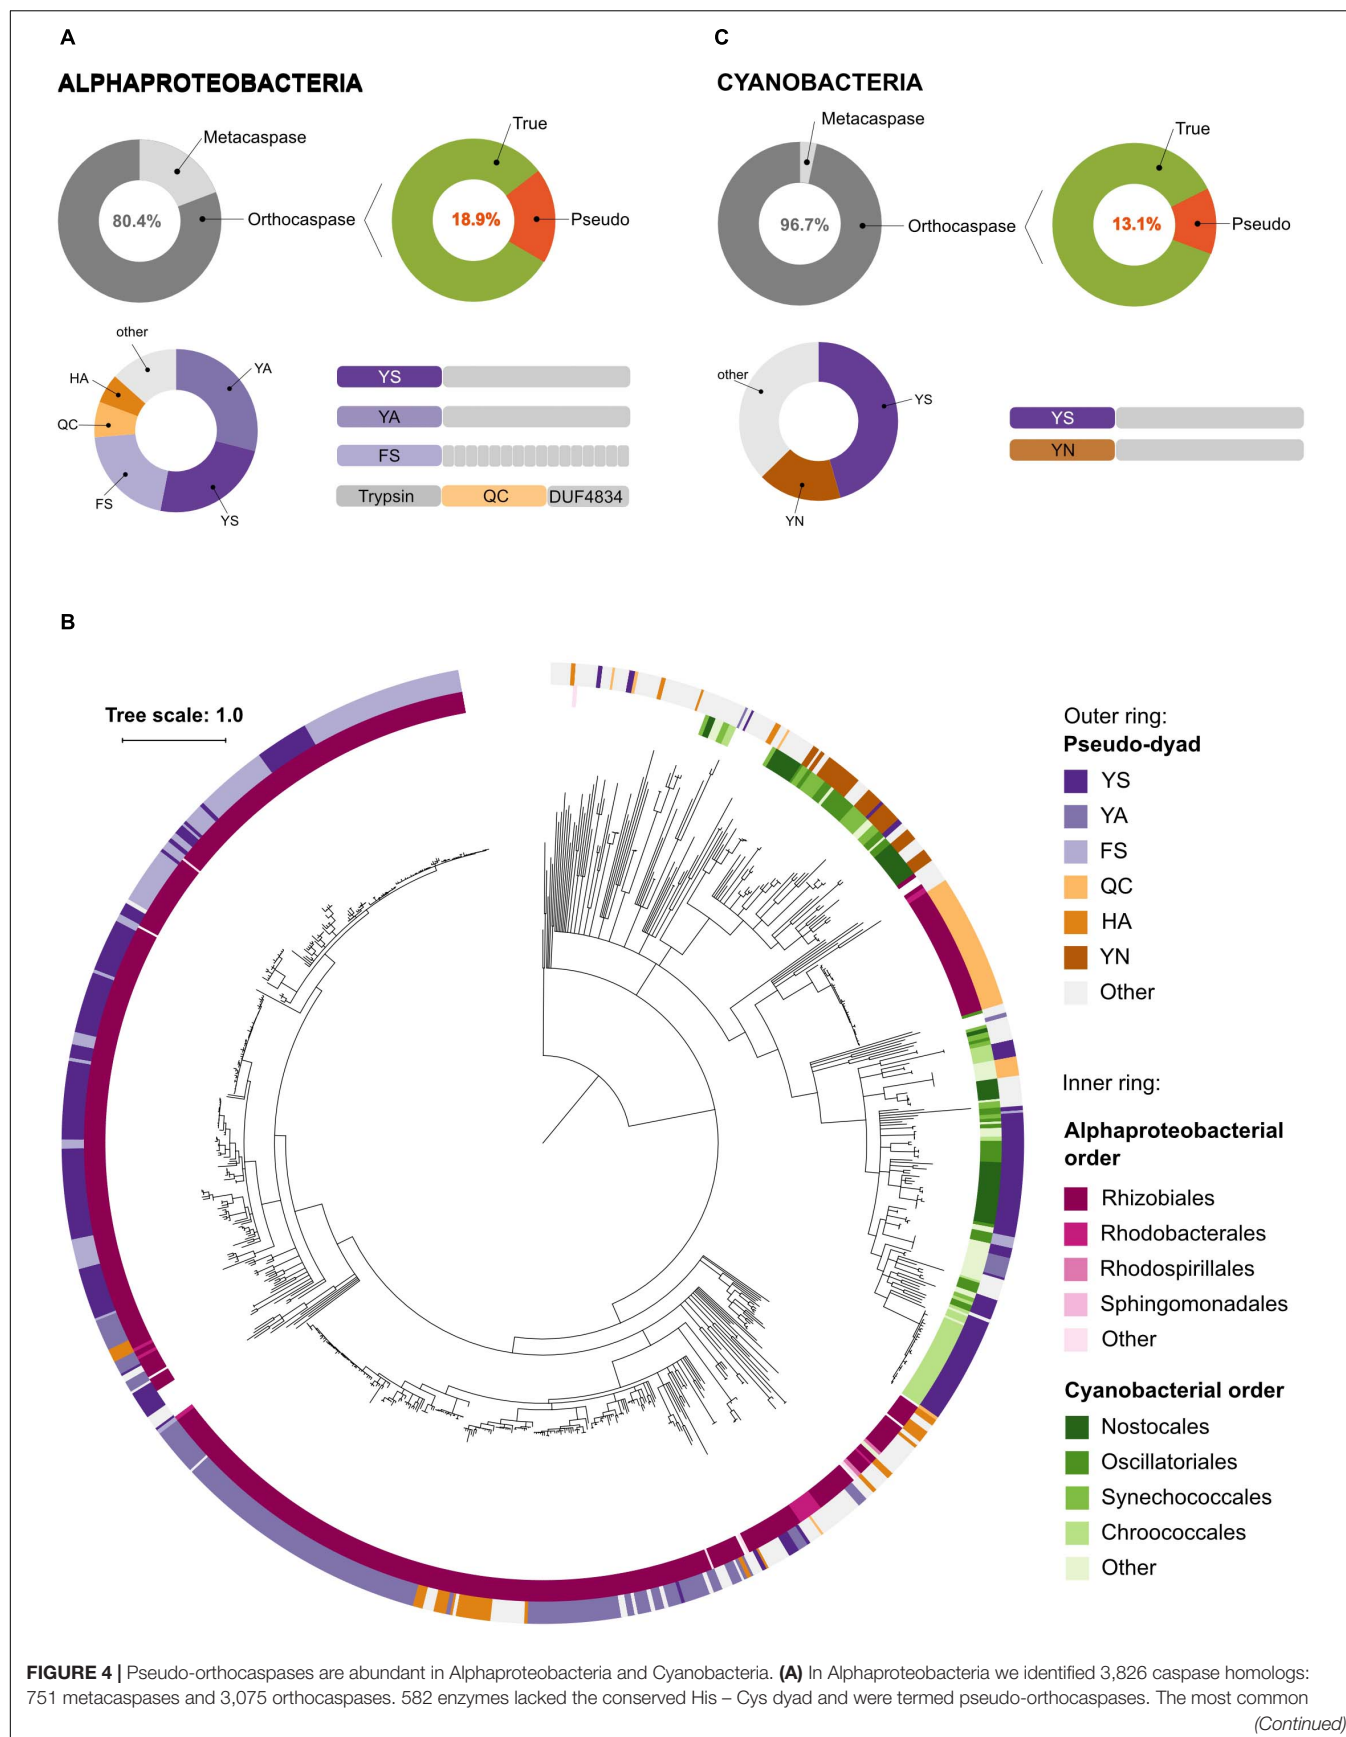 A
ALPHAPROTEOBACTERIA
Metacaspase
80.4%
Orthocaspase
True
18.9%
Pseudo
other
YA
HA
QC
FS
YS
YS
YA
FS
Trypsin QC DUF4834
C
CYANOBACTERIA
Metacaspase
96.7%
Orthocaspase
True
13.1%
Pseudo
other
YS
YN
YS
YN
B
Tree scale: 1.0
Outer ring:
Pseudo-dyad
YS
YA
FS
QC
HA
YN
Other
Inner ring:
Alphaproteobacterial
order
Rhizobiales
Rhodobacterales
Rhodospirillales
Sphingomonadales
Other
Cyanobacterial order
Nostocales
Oscillatoriales
Synechococcales
Chroococcales
Other
FIGURE 4 | Pseudo-orthocaspases are abundant in Alphaproteobacteria and Cyanobacteria. (A) In Alphaproteobacteria we identified 3,826 caspase homologs:
751 metacaspases and 3,075 orthocaspases. 582 enzymes lacked the conserved His – Cys dyad and were termed pseudo-orthocaspases. The most common
(Continued)